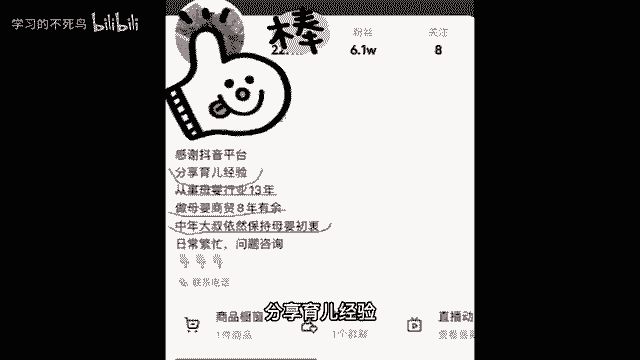 学习的不死鸟 bilibili
棒
粉丝 关注
6.1w 8
感谢抖音平台
分享育儿经验
从事母婴行业13年
做母婴商贸8年有余
中年大叔依然保持母婴初衷
日常繁忙，问题咨询
联系电话
分享育儿经验
商品橱窗 直播动
1件商品